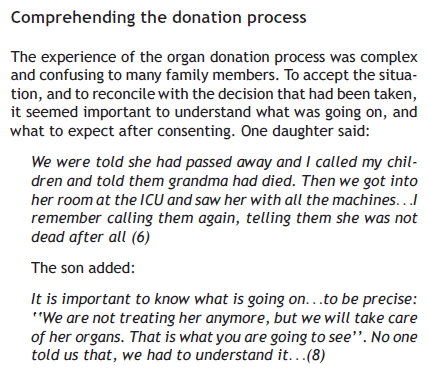 Comprehending the donation process
The experience of the organ donation process was complex
and confusing to many family members. To accept the situa-
tion, and to reconcile with the decision that had been taken,
it seemed important to understand what was going on, and
what to expect after consenting. One daughter said:
We were told she had passed away and I called my chil-
dren and told them grandma had died. Then we got into
her room at the ICU and saw her with all the machines...I
remember calling them again, telling them she was not
dead after all (6)
The son added:
It is important to know what is going on...to be precise:
‘‘We are not treating her anymore, but we will take care
of her organs. That is what you are going to see’’. No one
told us that, we had to understand it...(8)